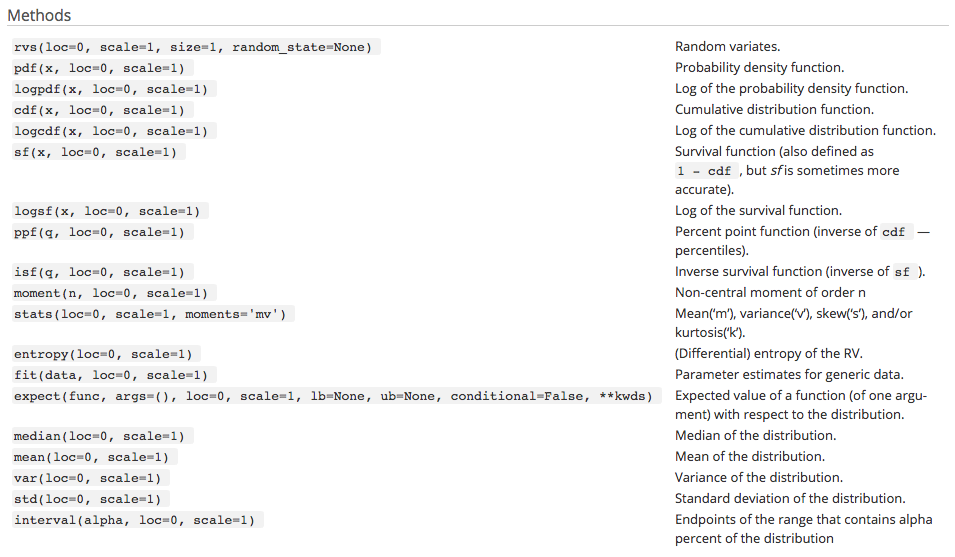 Methods
rvs(loc=0, scale=1, size=1, random_state=None) Random variates.
pdf(x, loc=0, scale=1) Probability density function.
logpdf(x, loc=0, scale=1) Log of the probability density function.
cdf(x, loc=0, scale=1) Cumulative distribution function.
logcdf(x, loc=0, scale=1) Log of the cumulative distribution function.
sf(x, loc=0, scale=1) Survival function (also defined as
1 - cdf , but sf is sometimes more
accurate).
logsf(x, loc=0, scale=1) Log of the survival function.
ppf(q, loc=0, scale=1) Percent point function (inverse of cdf —
percentiles).
isf(q, loc=0, scale=1) Inverse survival function (inverse of sf ).
moment(n, loc=0, scale=1) Non-central moment of order n
stats(loc=0, scale=1, moments='mv') Mean(‘m’), variance(‘v’), skew(‘s’), and/or
kurtosis(‘k’).
entropy(loc=0, scale=1) (Differential) entropy of the RV.
fit(data, loc=0, scale=1) Parameter estimates for generic data.
expect(func, args=(), loc=0, scale=1, lb=None, ub=None, conditional=False, **kwds) Expected value of a function (of one argu-
ment) with respect to the distribution.
median(loc=0, scale=1) Median of the distribution.
mean(loc=0, scale=1) Mean of the distribution.
var(loc=0, scale=1) Variance of the distribution.
std(loc=0, scale=1) Standard deviation of the distribution.
interval(alpha, loc=0, scale=1) Endpoints of the range that contains alpha
percent of the distribution